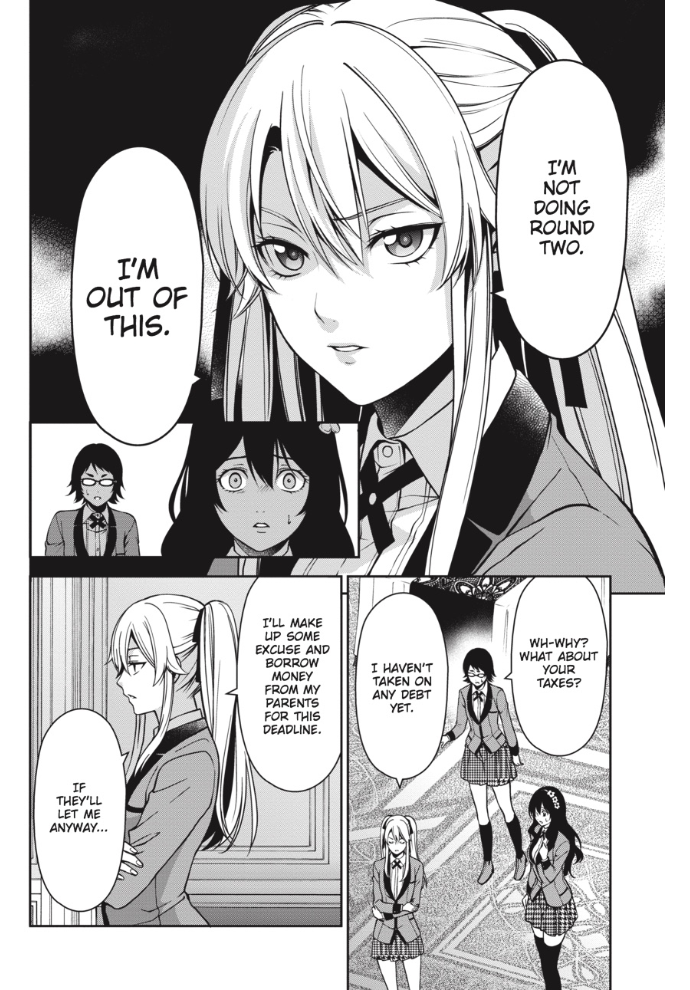 I'M
NOT
DOING
ROUND
TWO.
I'M
OUT OF
THIS.
WH-WHY?
WHAT ABOUT
YOUR
TAXES?
I HAVEN'T
TAKEN ON
ANY DEBT
YET.
I'LL MAKE
UP SOME
EXCUSE AND
BORROW
MONEY
FROM MY
PARENTS
FOR THIS
DEADLINE.
IF
THEY'LL
LET ME
ANYWAY...